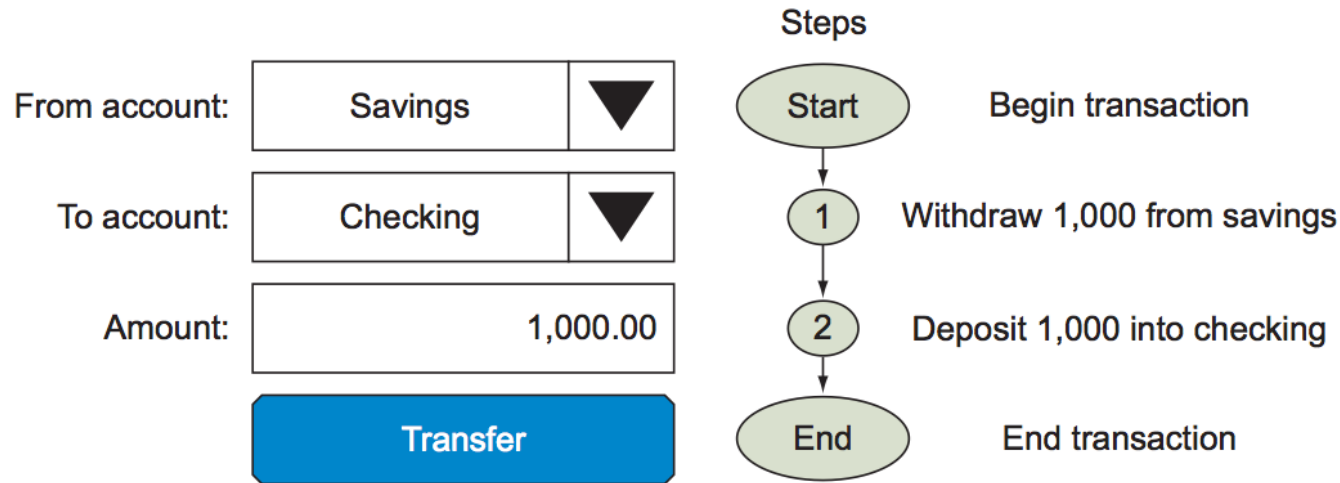 Steps
From account:
Savings
Start
Begin transaction
To account:
Checking
1
Withdraw 1,000 from savings
Amount:
1,000.00
2
Deposit 1,000 into checking
Transfer
End
End transaction